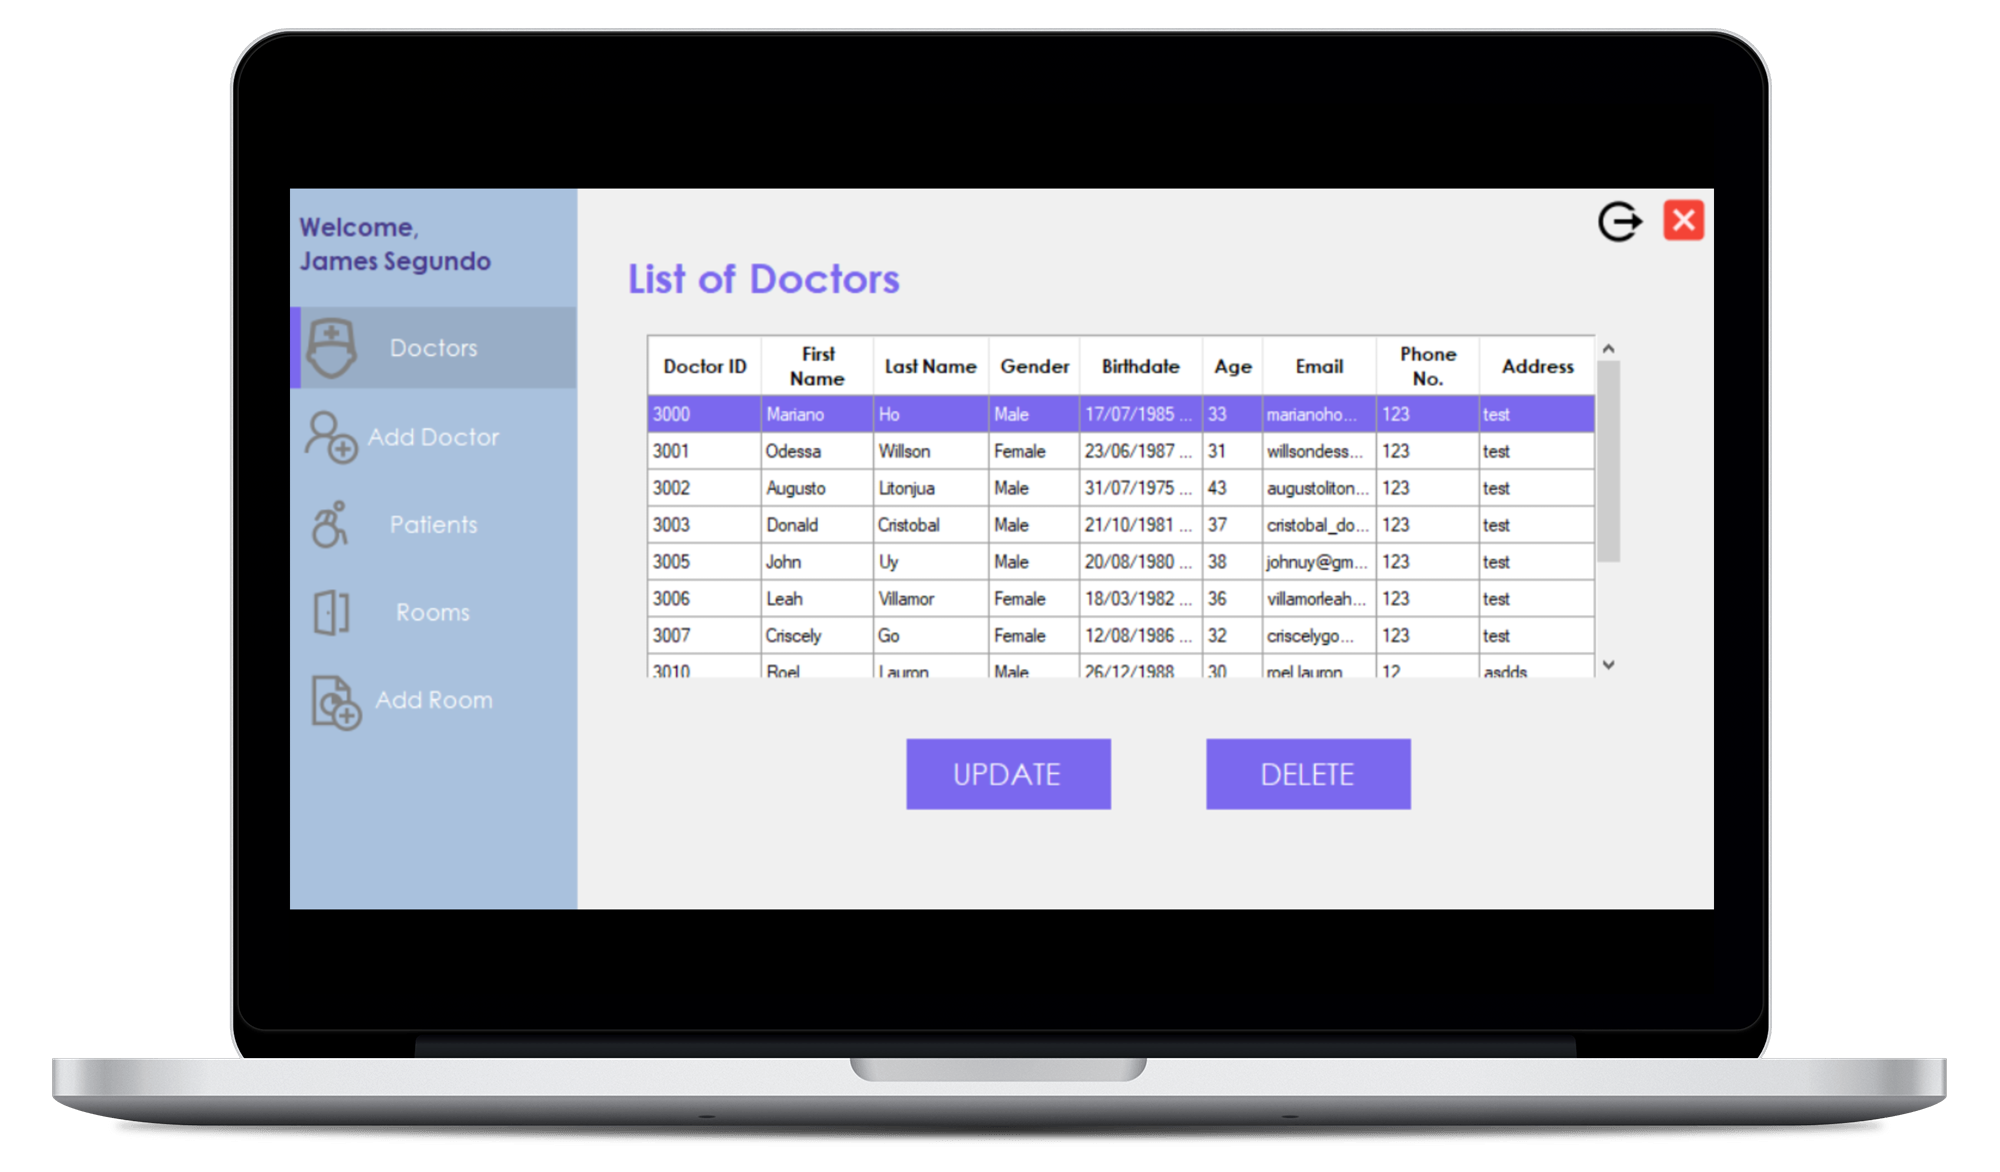 Welcome,
James Segundo
Doctors
Add Doctor
Patients
Rooms
Add Room
List of Doctors
Doctor ID First Name Last Name Gender Birthdate Age Email Phone No. Address
3000 Mariano Ho Male 17/07/1985 ... 33 marianoho... 123 test
3001 Odessa Willson Female 23/06/1987 ... 31 willsondess... 123 test
3002 Augusto Litonjua Male 31/07/1975 ... 43 augustoliton... 123 test
3003 Donald Cristobal Male 21/10/1981 ... 37 cristobal_do... 123 test
3005 John Uy Male 20/08/1980 ... 38 johnuy@gm... 123 test
3006 Leah Villamor Female 18/03/1982 ... 36 villamorleah... 123 test
3007 Criscely Go Female 12/08/1986 ... 32 criscelygo... 123 test
3010 Roel Lauron Male 26/12/1988 30 roel lauron 12 asdds
UPDATE DELETE